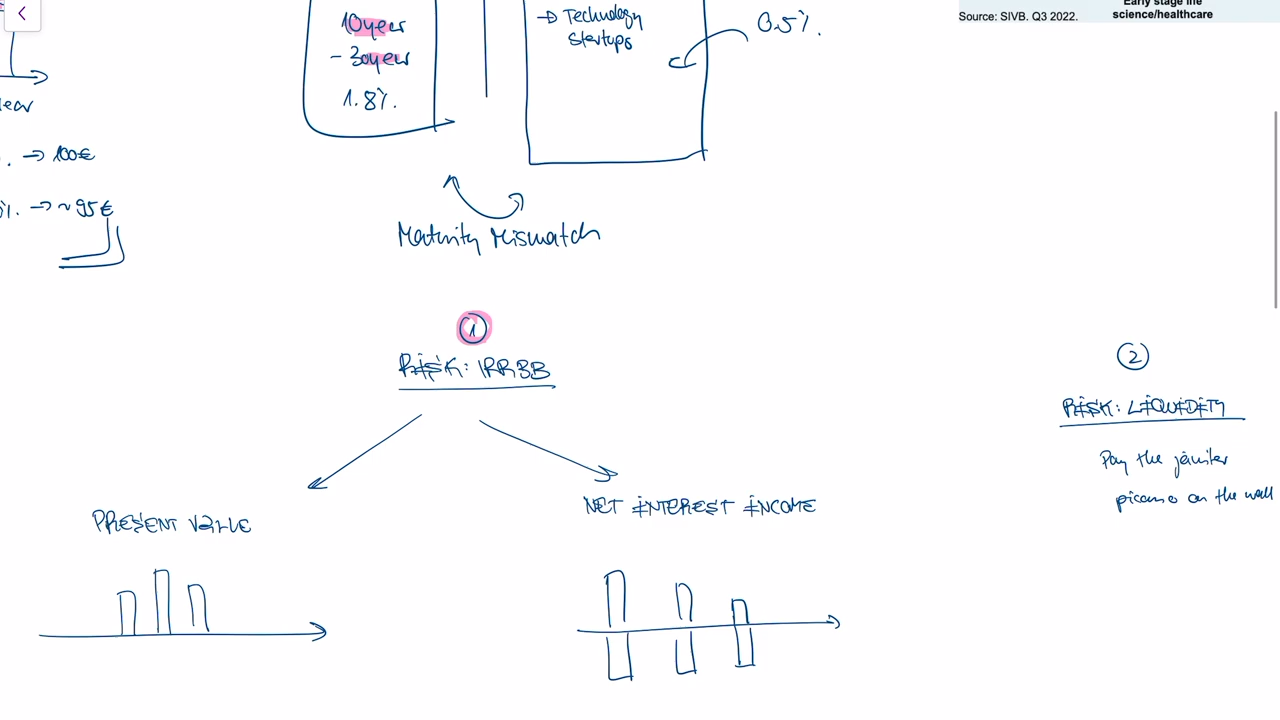 10year
- 30year
1.8%.
→ Technology
startups
0.5%.
Source: SIVB. Q3 2022.
Early stage life
science/healthcare
year
. → 100€
%. → ~95€
Maturity Mismatch
1
RISK: IRRBB
2
RISK: LIQUIDITY
Pay the janiter
picasso on the wall
PRESENT VALUE
NET INTEREST INCOME